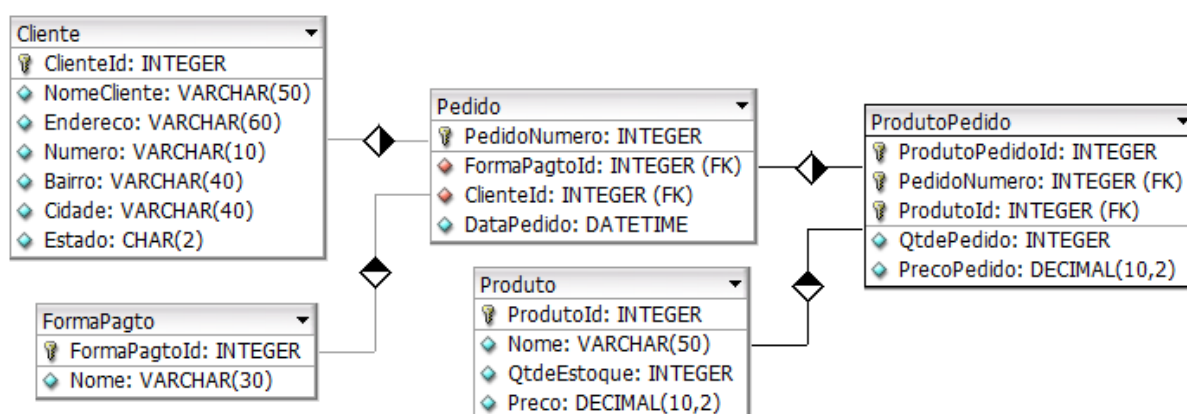 Cliente
ClienteId: INTEGER
NomeCliente: VARCHAR(50)
Endereco: VARCHAR(60)
Numero: VARCHAR(10)
Bairro: VARCHAR(40)
Cidade: VARCHAR(40)
Estado: CHAR(2)
FormaPagto
FormaPagtoId: INTEGER
Nome: VARCHAR(30)
Pedido
PedidoNumero: INTEGER
FormaPagtoId: INTEGER (FK)
ClienteId: INTEGER (FK)
DataPedido: DATETIME
Produto
ProdutoId: INTEGER
Nome: VARCHAR(50)
QtdeEstoque: INTEGER
Preco: DECIMAL(10,2)
ProdutoPedido
ProdutoPedidoId: INTEGER
PedidoNumero: INTEGER (FK)
ProdutoId: INTEGER (FK)
QtdePedido: INTEGER
PrecoPedido: DECIMAL(10,2)